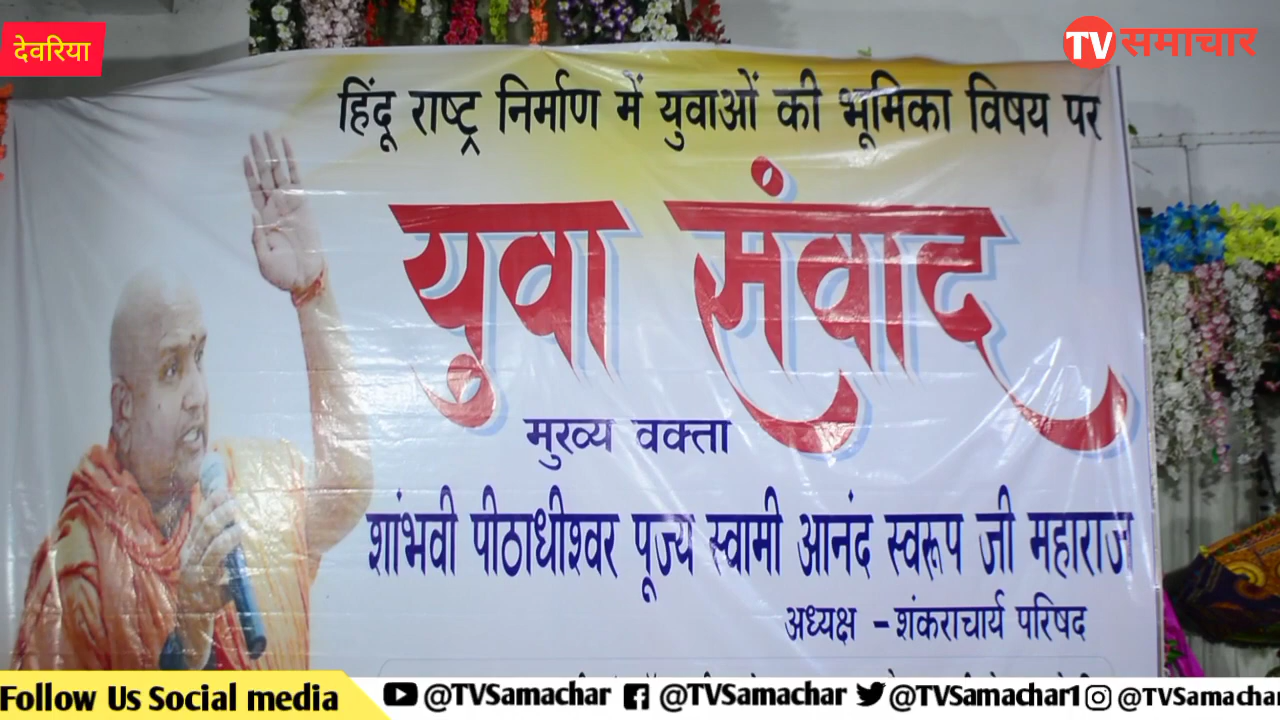 देवरिया
TV समाचार
हिंदू राष्ट्र निर्माण में युवाओं की भूमिका विषय पर
युवा संवाद
मुख्य वक्ता
शांभवी पीठाधीश्वर पूज्य स्वामी आनंद स्वरूप जी महाराज
अध्यक्ष - शंकराचार्य परिषद
Follow Us Social media @TVSamachar @TVSamachar @TVSamachar1 @TVSamachar